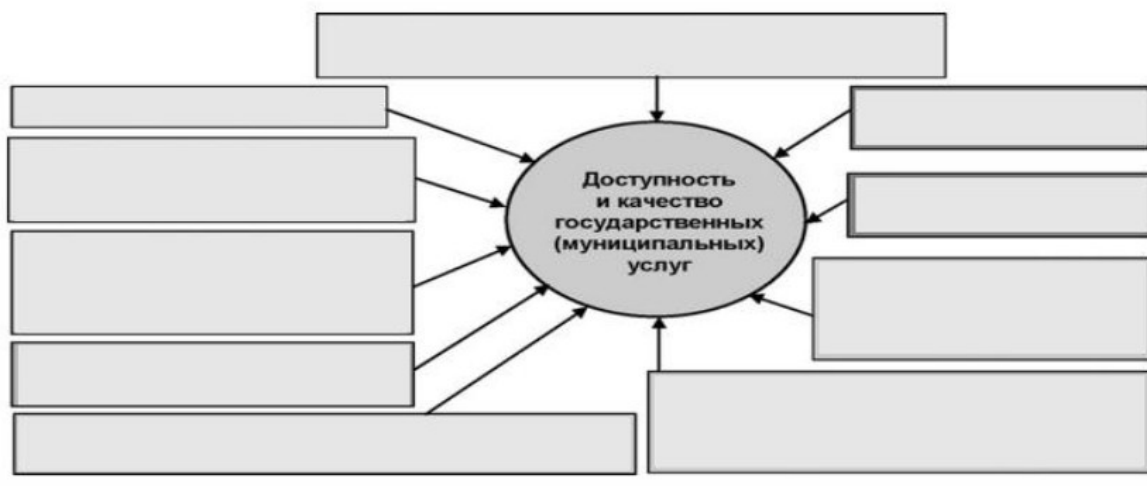 Доступность
и качество
государственных
(муниципальных)
услуг